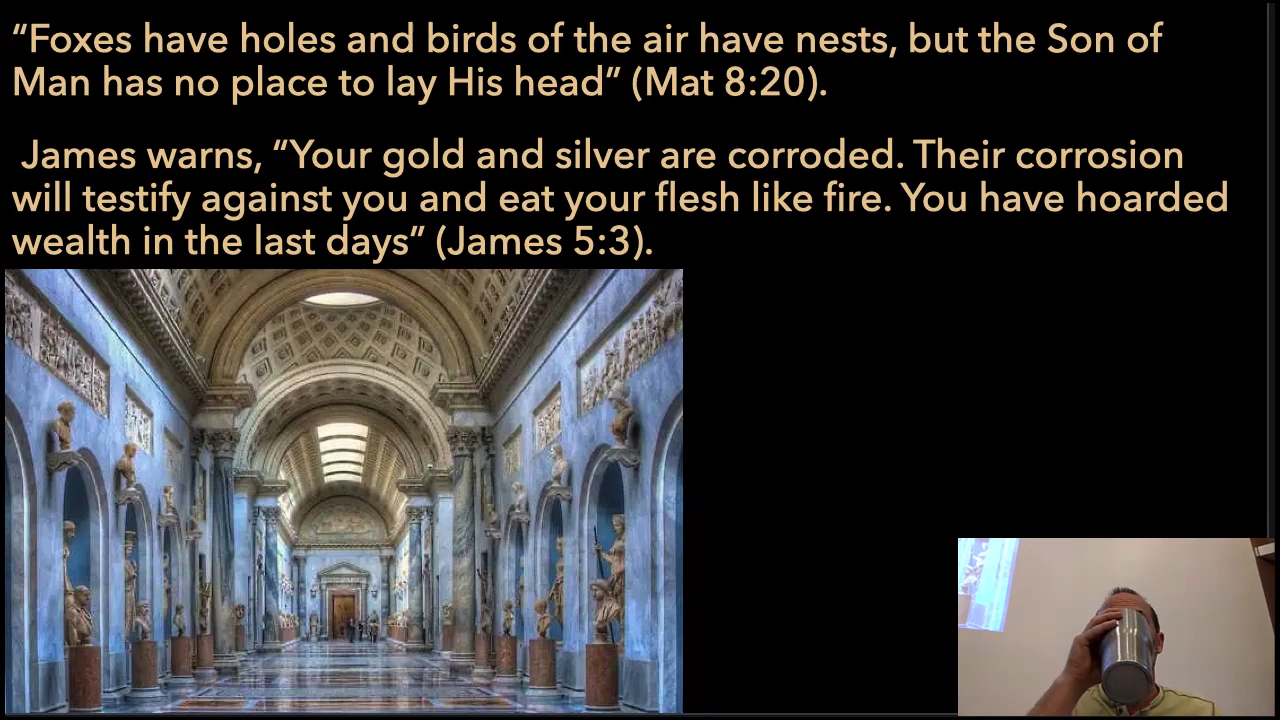 “Foxes have holes and birds of the air have nests, but the Son of
Man has no place to lay His head” (Mat 8:20).
James warns, “Your gold and silver are corroded. Their corrosion
will testify against you and eat your flesh like fire. You have hoarded
wealth in the last days” (James 5:3).